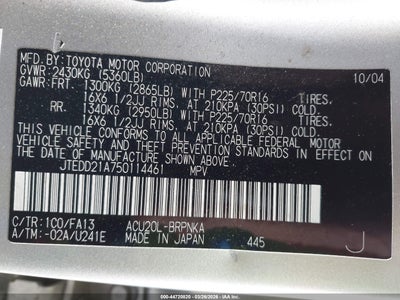 MFD. BY: TOYOTA MOTOR CORPORATION 10/04
GVWR: 2430KG (5360LB)
GAWR: FRT. 1300KG (2865LB) WITH P225/70R16 TIRES,
16X6 1/2JJ RIMS, AT 210KPA (30PSI) COLD.
RR. 1340KG (2950LB) WITH P225/70R16 TIRES,
16X6 1/2JJ RIMS, AT 210KPA (30PSI) COLD.
THIS VEHICLE CONFORMS TO ALL APPLICABLE FEDERAL MOTOR
VEHICLE SAFETY AND THEFT PREVENTION STANDARDS IN
EFFECT ON THE DATE OF MANUFACTURE SHOWN ABOVE.
JTEDD21A750114461 MPV
C/TR: 1C0/FA13 ACU20L-BRPNKA
A/TM: -02A/U241E MADE IN JAPAN 445 J
000-44720020 - 03/26/2026 - IAA Inc.